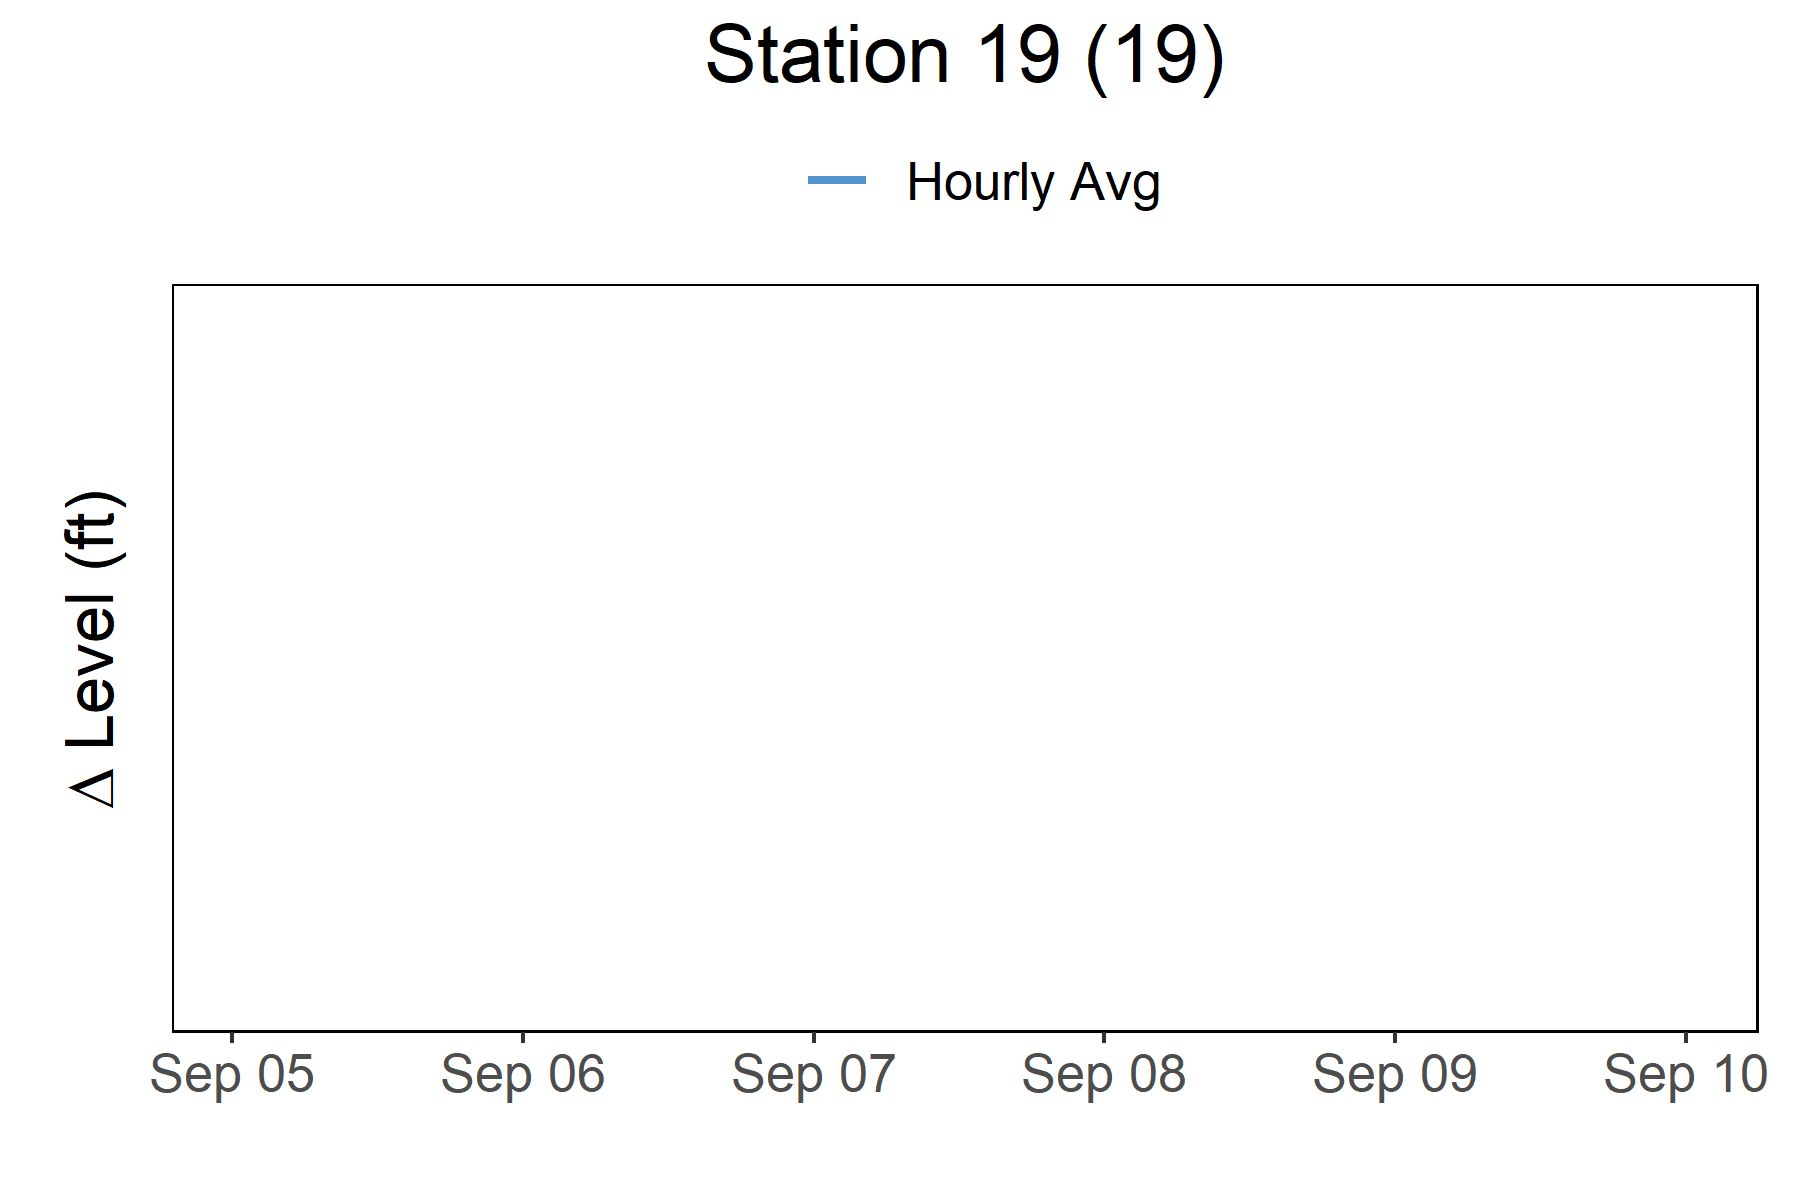 Station 19 (19)
Hourly Avg
Δ Level (ft)
Sep 05 Sep 06 Sep 07 Sep 08 Sep 09 Sep 10